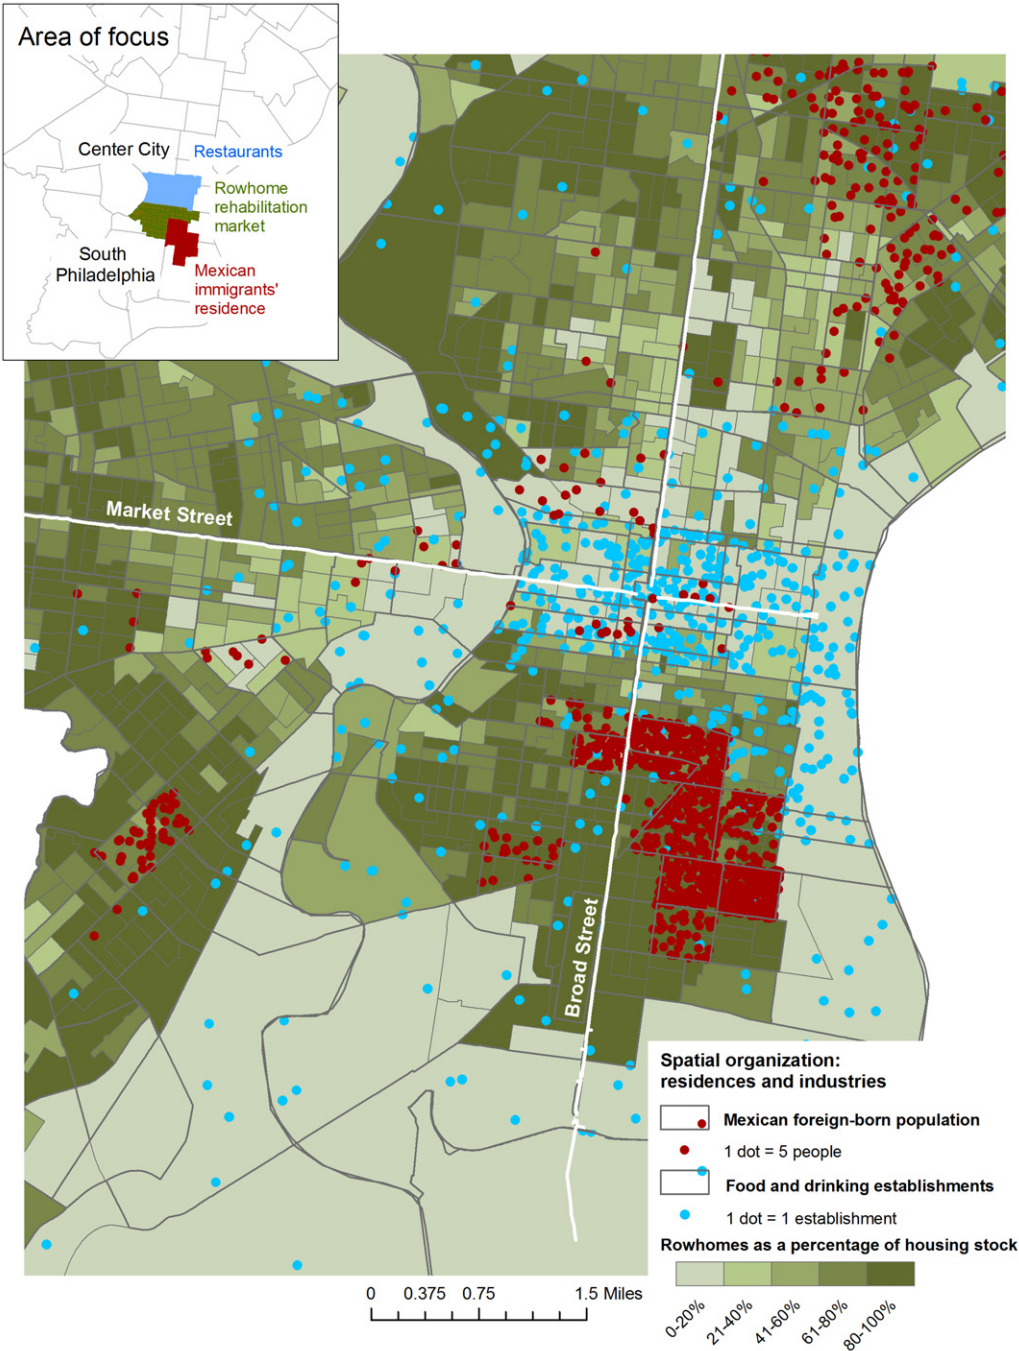 Area of focus
Center City
Restaurants
Rowhome
rehabilitation
market
South
Philadelphia
Mexican
immigrants'
residence
Market Street
Broad Street
Spatial organization:
residences and industries
Mexican foreign-born population
1 dot = 5 people
Food and drinking establishments
1 dot = 1 establishment
Rowhomes as a percentage of housing stock
0-20%
21-40%
41-60%
61-80%
80-100%
0 0.375 0.75 1.5 Miles